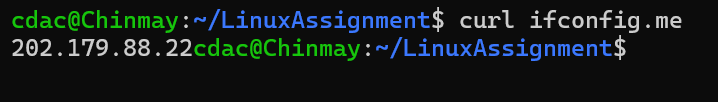 cdac@Chinmay:~/LinuxAssignment$ curl ifconfig.me
202.179.88.22cdac@Chinmay:~/LinuxAssignment$